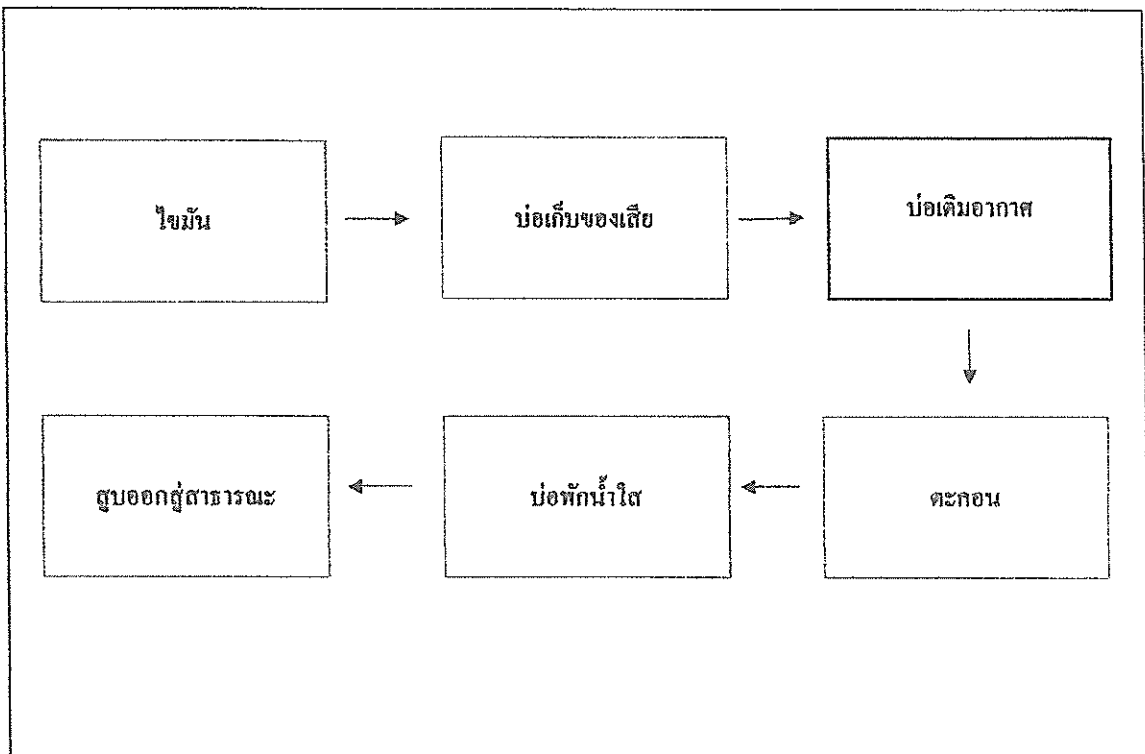 ไขมัน
บ่อเก็บของเสีย
บ่อเติมอากาศ
ตะกอน
บ่อพักน้ำใส
สูบออกสู่สาธารณะ